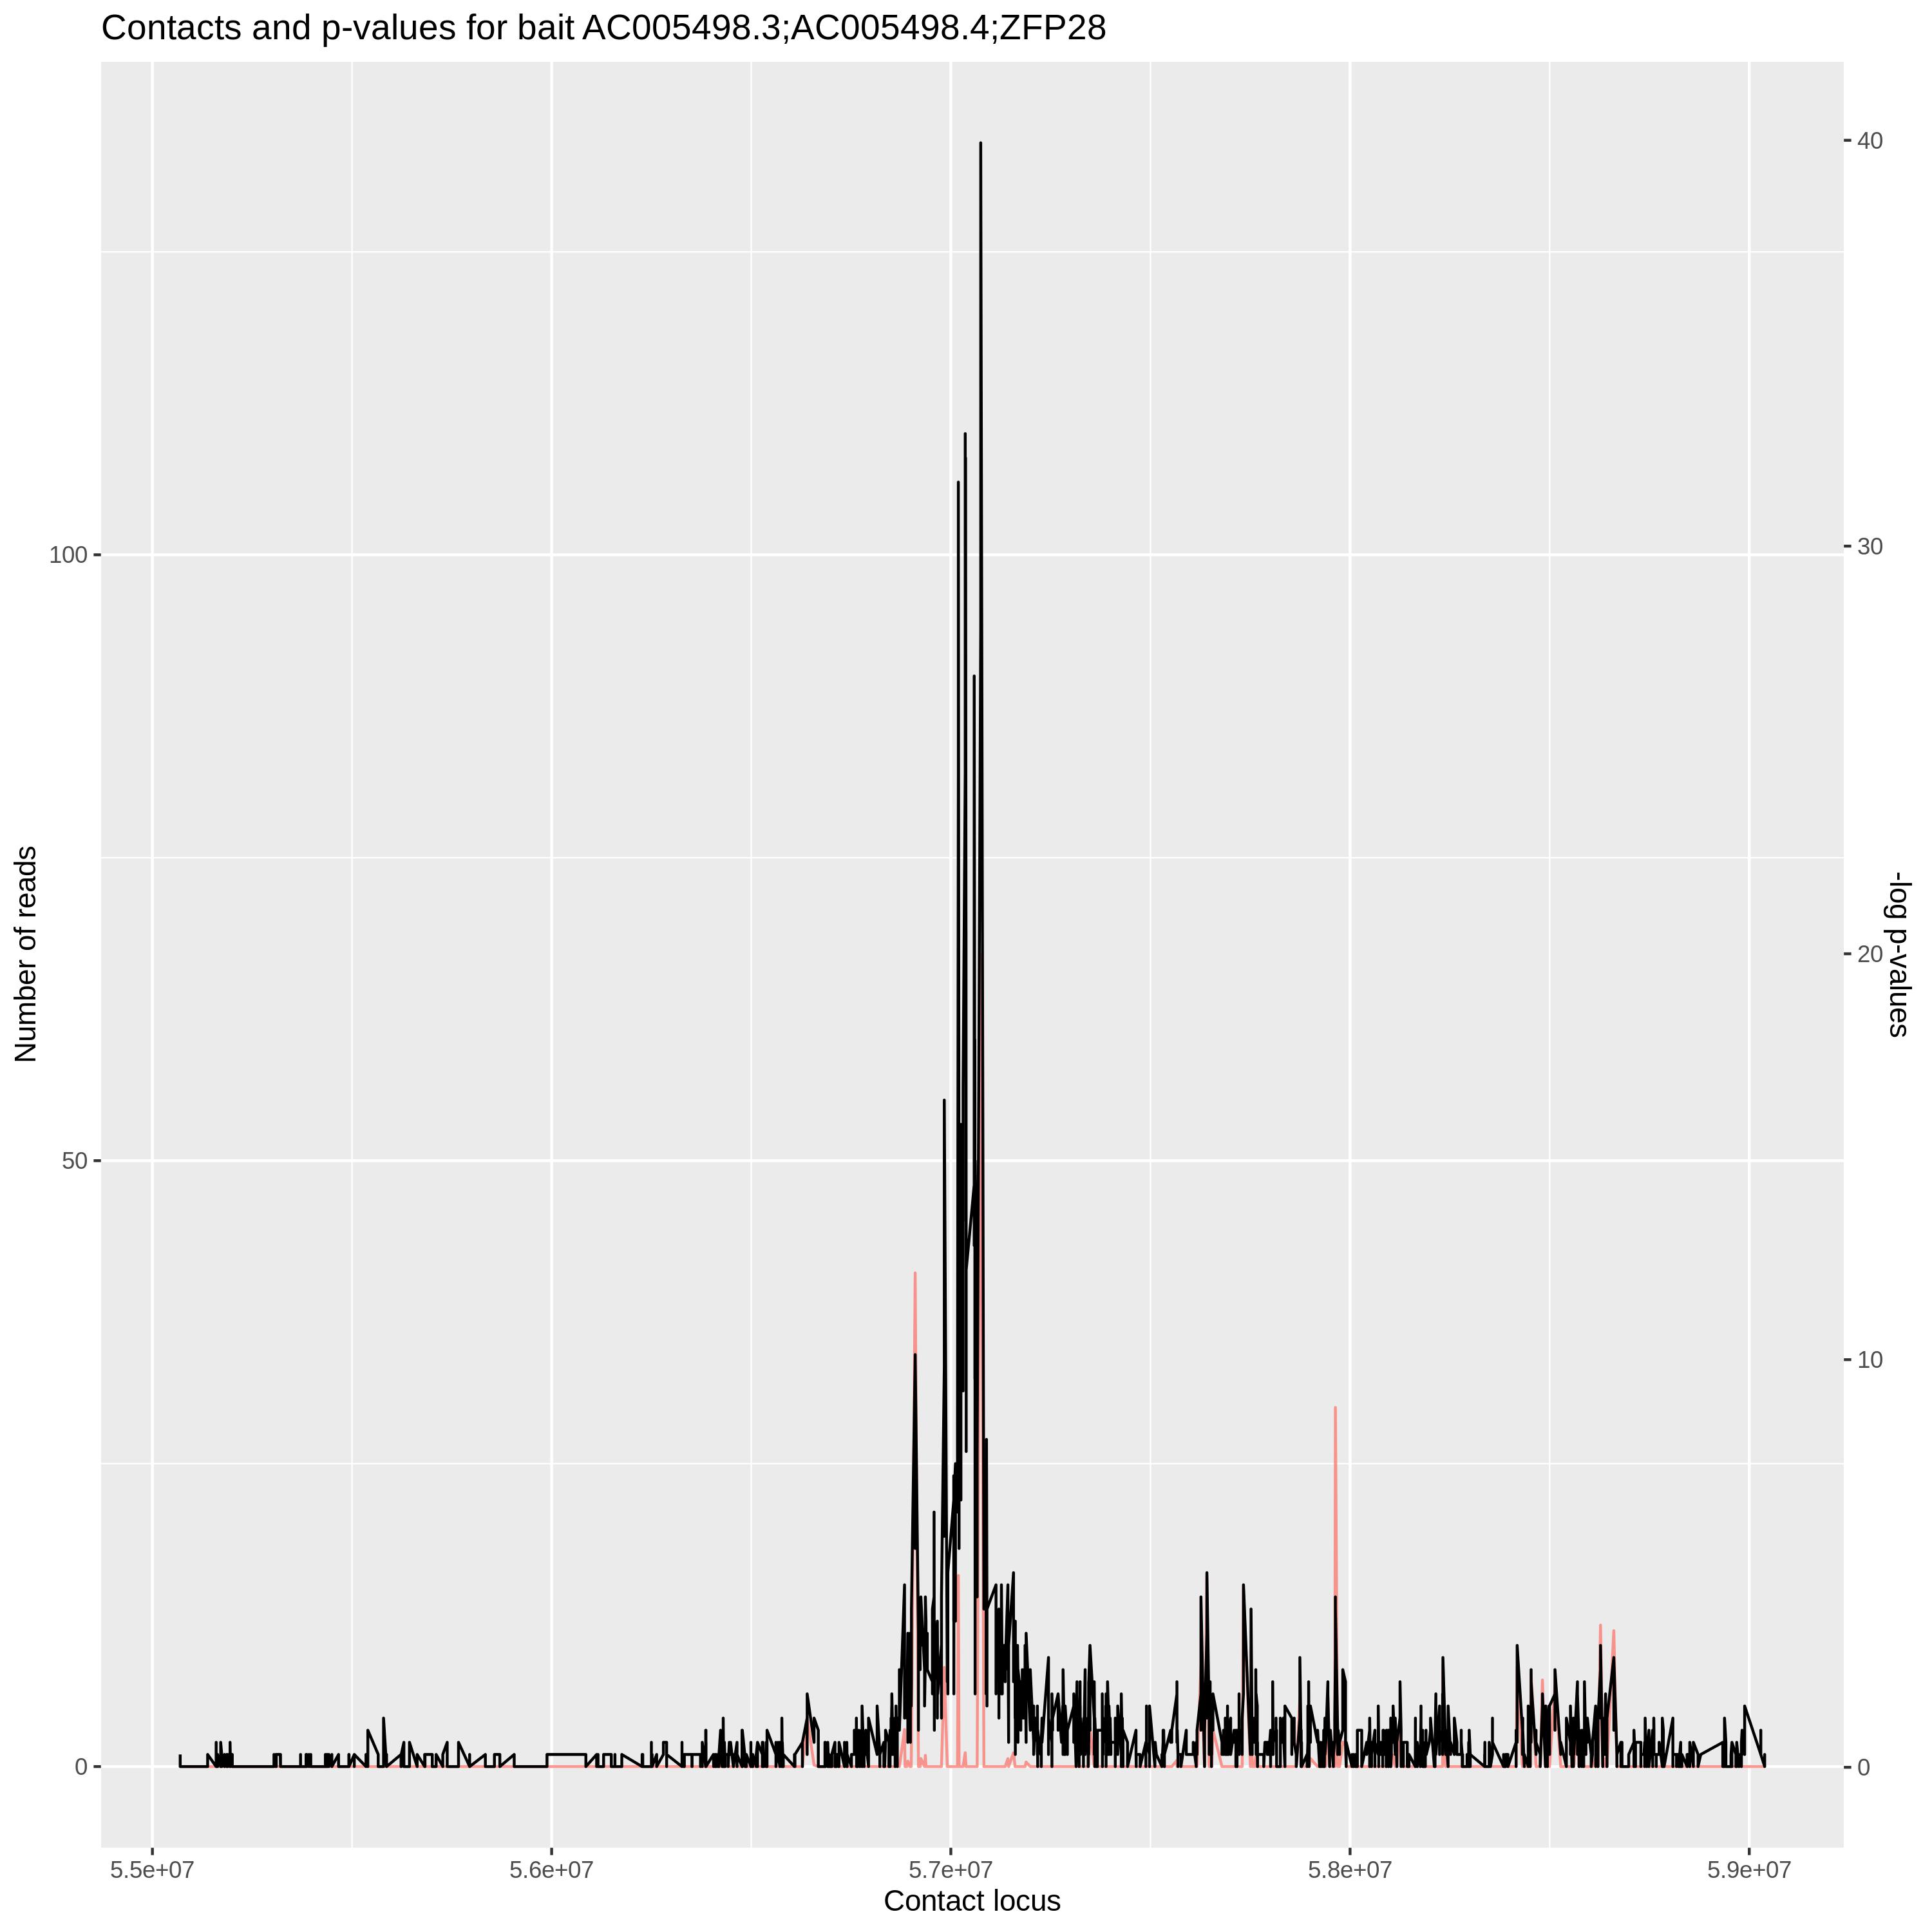 Contacts and p-values for bait AC005498.3;AC005498.4;ZFP28
Number of reads
100
50
0
40
30
20
10
0
-log p-values
5.5e+07 5.6e+07 5.7e+07 5.8e+07 5.9e+07
Contact locus